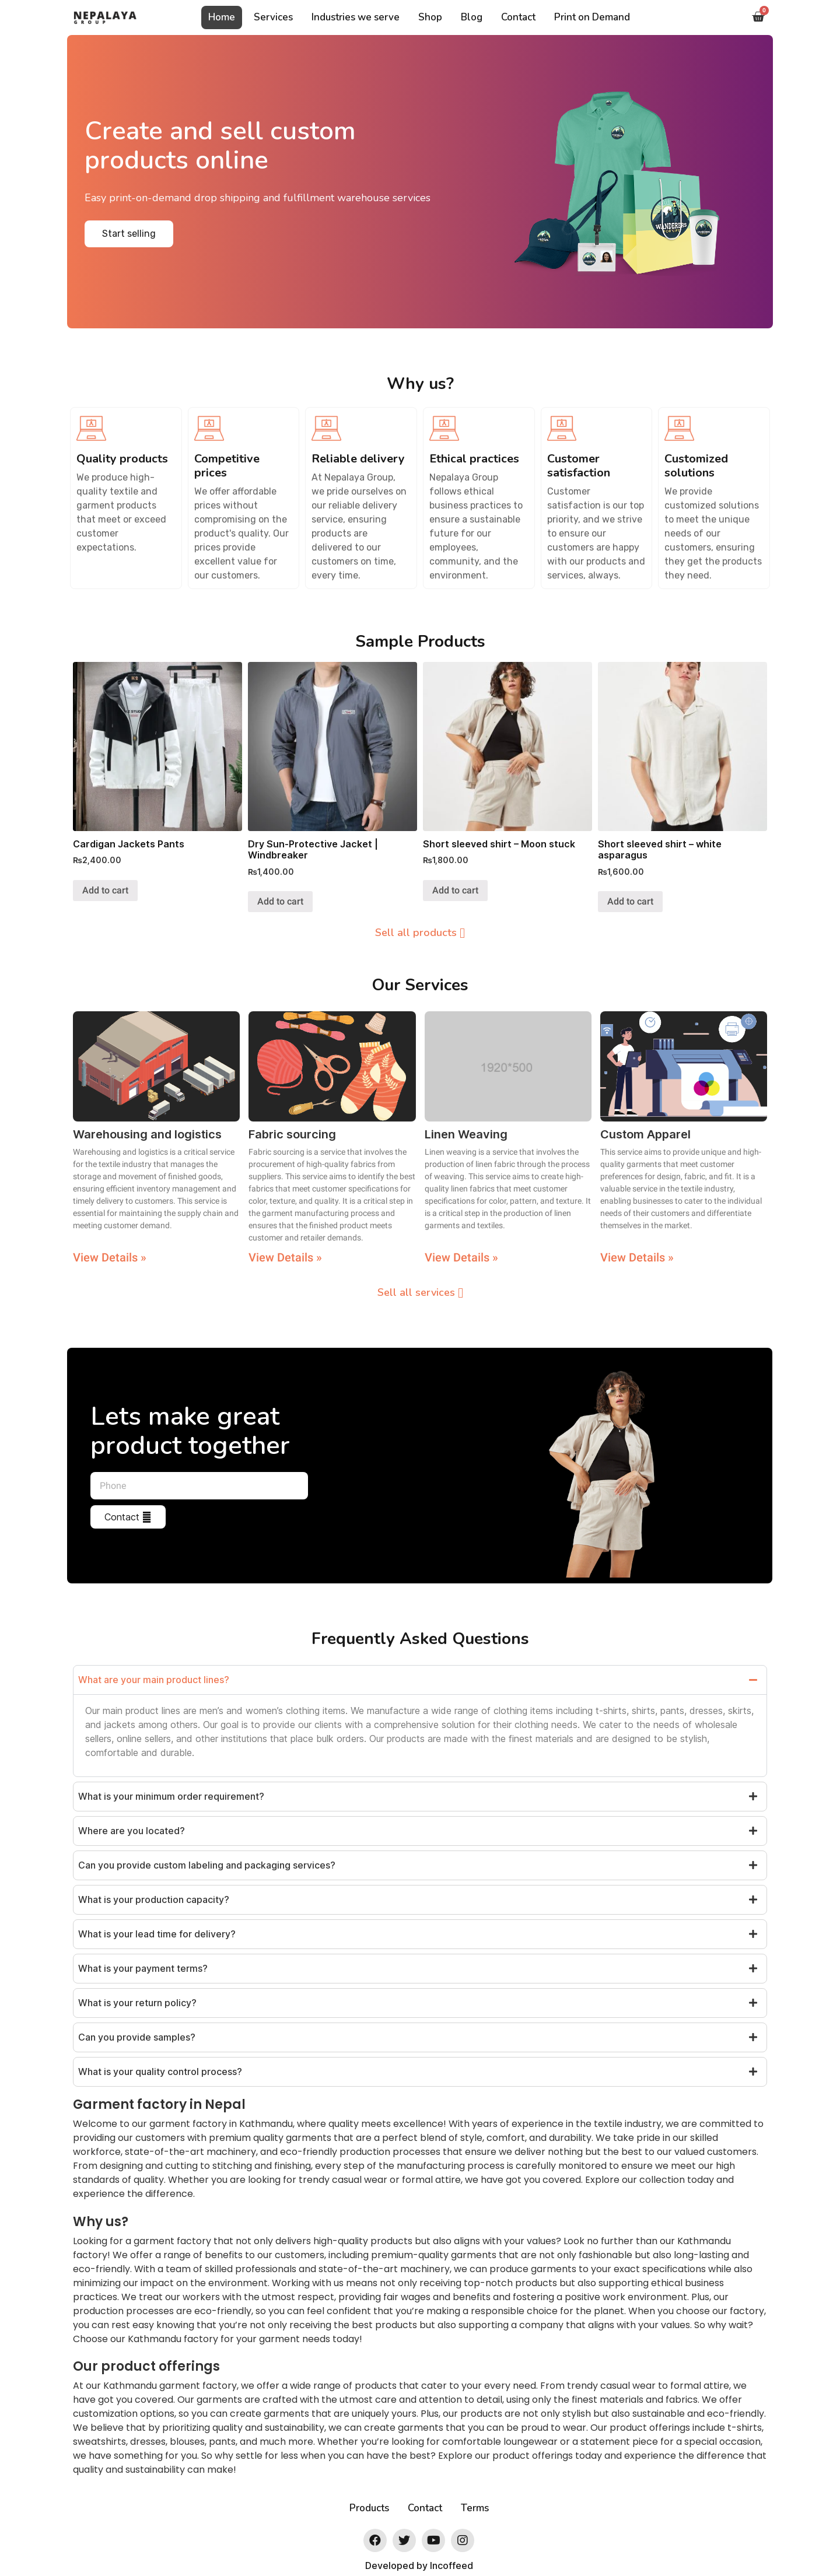 NEPALAYA
GROUP
Home
Services
Industries we serve
Shop
Blog
Contact
Print on Demand
0
Create and sell custom
products online
Easy print-on-demand drop shipping and fulfillment warehouse services
Start selling
WANDERERS
Why us?
Quality products
We produce high-
quality textile and
garment products
that meet or exceed
customer
expectations.
Competitive
prices
We offer affordable
prices without
compromising on the
product's quality. Our
prices provide
excellent value for
our customers.
Reliable delivery
At Nepalaya Group,
we pride ourselves on
our reliable delivery
service, ensuring
products are
delivered to our
customers on time,
every time.
Ethical practices
Nepalaya Group
follows ethical
business practices to
ensure a sustainable
future for our
employees,
community, and the
environment.
Customer
satisfaction
Customer
satisfaction is our top
priority, and we strive
to ensure our
customers are happy
with our products and
services, always.
Customized
solutions
We provide
customized solutions
to meet the unique
needs of our
customers, ensuring
they get the products
they need.
Sample Products
Cardigan Jackets Pants
₨2,400.00
Add to cart
Dry Sun-Protective Jacket |
Windbreaker
₨1,400.00
Add to cart
Short sleeved shirt – Moon stuck
₨1,800.00
Add to cart
Short sleeved shirt – white
asparagus
₨1,600.00
Add to cart
Sell all products
Our Services
1920*500
Warehousing and logistics
Warehousing and logistics is a critical service
for the textile industry that manages the
storage and movement of finished goods,
ensuring efficient inventory management and
timely delivery to customers. This service is
essential for maintaining the supply chain and
meeting customer demand.
View Details »
Fabric sourcing
Fabric sourcing is a service that involves the
procurement of high-quality fabrics from
suppliers. This service aims to identify the best
fabrics that meet customer specifications for
color, texture, and quality. It is a critical step in
the garment manufacturing process and
ensures that the finished product meets
customer and retailer demands.
View Details »
Linen Weaving
Linen weaving is a service that involves the
production of linen fabric through the process
of weaving. This service aims to create high-
quality linen fabrics that meet customer
specifications for color, pattern, and texture. It
is a critical step in the production of linen
garments and textiles.
View Details »
Custom Apparel
This service aims to provide unique and high-
quality garments that meet customer
preferences for design, fabric, and fit. It is a
valuable service in the textile industry,
enabling businesses to cater to the individual
needs of their customers and differentiate
themselves in the market.
View Details »
Sell all services
Lets make great
product together
Phone
Contact
Frequently Asked Questions
What are your main product lines?
Our main product lines are men's and women's clothing items. We manufacture a wide range of clothing items including t-shirts, shirts, pants, dresses, skirts,
and jackets among others. Our goal is to provide our clients with a comprehensive solution for their clothing needs. We cater to the needs of wholesale
sellers, online sellers, and other institutions that place bulk orders. Our products are made with the finest materials and are designed to be stylish,
comfortable and durable.
What is your minimum order requirement?
Where are you located?
Can you provide custom labeling and packaging services?
What is your production capacity?
What is your lead time for delivery?
What is your payment terms?
What is your return policy?
Can you provide samples?
What is your quality control process?
Garment factory in Nepal
Welcome to our garment factory in Kathmandu, where quality meets excellence! With years of experience in the textile industry, we are committed to
providing our customers with premium quality garments that are a perfect blend of style, comfort, and durability. We take pride in our skilled
workforce, state-of-the-art machinery, and eco-friendly production processes that ensure we deliver nothing but the best to our valued customers.
From designing and cutting to stitching and finishing, every step of the manufacturing process is carefully monitored to ensure we meet our high
standards of quality. Whether you are looking for trendy casual wear or formal attire, we have got you covered. Explore our collection today and
experience the difference.
Why us?
Looking for a garment factory that not only delivers high-quality products but also aligns with your values? Look no further than our Kathmandu
factory! We offer a range of benefits to our customers, including premium-quality garments that are not only fashionable but also long-lasting and
eco-friendly. With a team of skilled professionals and state-of-the-art machinery, we can produce garments to your exact specifications while also
minimizing our impact on the environment. Working with us means not only receiving top-notch products but also supporting ethical business
practices. We treat our workers with the utmost respect, providing fair wages and benefits and fostering a positive work environment. Plus, our
production processes are eco-friendly, so you can feel confident that you're making a responsible choice for the planet. When you choose our factory,
you can rest easy knowing that you're not only receiving the best products but also supporting a company that aligns with your values. So why wait?
Choose our Kathmandu factory for your garment needs today!
Our product offerings
At our Kathmandu garment factory, we offer a wide range of products that cater to your every need. From trendy casual wear to formal attire, we
have got you covered. Our garments are crafted with the utmost care and attention to detail, using only the finest materials and fabrics. We offer
customization options, so you can create garments that are uniquely yours. Plus, our products are not only stylish but also sustainable and eco-friendly.
We believe that by prioritizing quality and sustainability, we can create garments that you can be proud to wear. Our product offerings include t-shirts,
sweatshirts, dresses, blouses, pants, and much more. Whether you're looking for comfortable loungewear or a statement piece for a special occasion,
we have something for you. So why settle for less when you can have the best? Explore our product offerings today and experience the difference that
quality and sustainability can make!
Products
Contact
Terms
Developed by Incoffeed